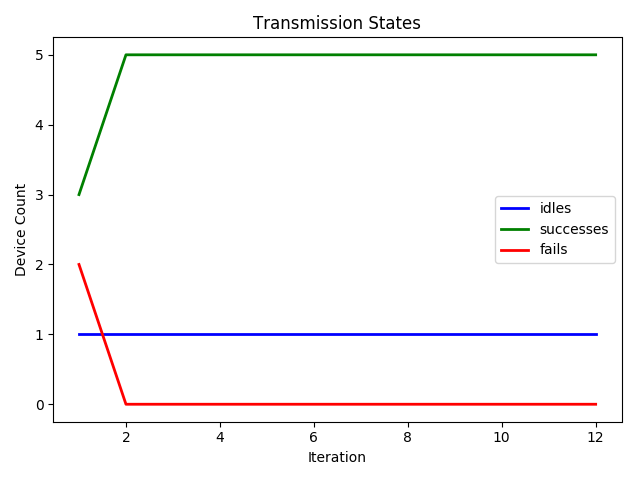 Transmission States
Device Count
5
4
3
2
1
0
idles
successes
fails
2 4 6 8 10 12
Iteration